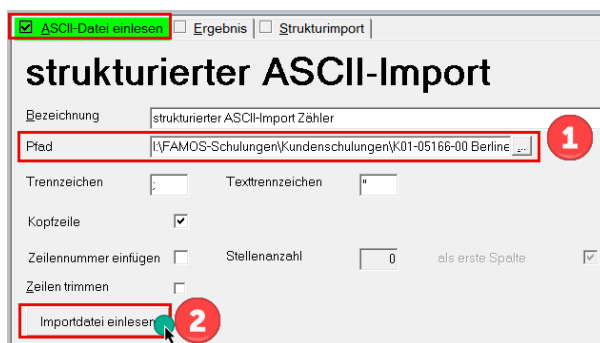 ASCII-Datei einlesen Ergebnis Strukturimport
strukturierter ASCII-Import
Bezeichnung strukturierter ASCII-Import Zähler
Pfad I:\FAMOS-Schulungen\Kundenschulungen\K01-05166-00 Berline ... 1
Trennzeichen ; Texttrennzeichen "
Kopfzeile
Zeilennummer einfügen Stellenanzahl 0 als erste Spalte
Zeilen trimmen
Importdatei einlesen 2